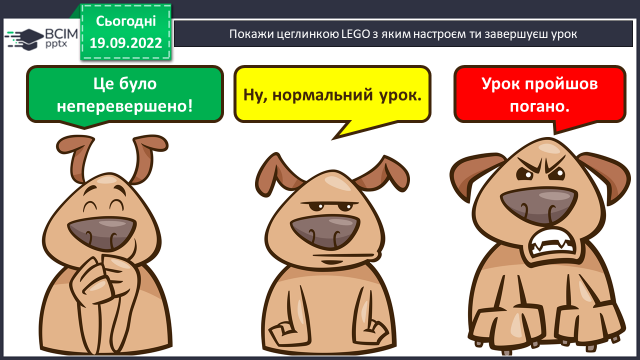 ВСІМ
pptx
Сьогодні
19.09.2022
Покажи цеглинкою LEGO з яким настроєм ти завершуєш урок
Це було
неперевершено!
Ну, нормальний урок.
Урок пройшов
погано.